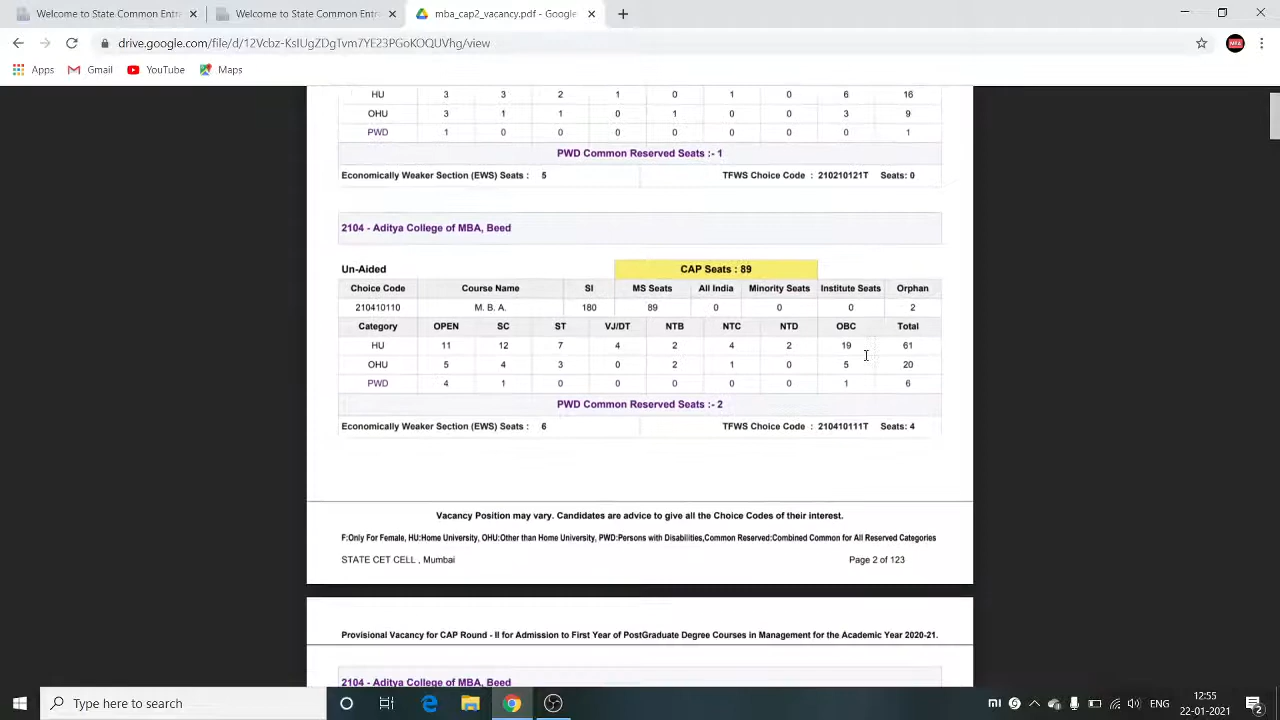 Welcome to Common Entr
Welcome to Common Entr
mba vacancy.pdf - Google
drive.google.com/file/d/12Vcbz-KsIUgZDgTvm7YE23PGoKOQUVfg/view
Apps Gmail YouTube Maps
HU 3 3 2 1 0 1 0 6 16
OHU 3 1 1 0 1 0 0 3 9
PWD 1 0 0 0 0 0 0 0 1
PWD Common Reserved Seats :- 1
Economically Weaker Section (EWS) Seats : 5 TFWS Choice Code : 210210121T Seats: 0
2104 - Aditya College of MBA, Beed
Un-Aided CAP Seats : 89
Choice Code Course Name SI MS Seats All India Minority Seats Institute Seats Orphan
210410110 M. B. A. 180 89 0 0 0 2
Category OPEN SC ST VJ/DT NTB NTC NTD OBC Total
HU 11 12 7 4 2 4 2 19 61
OHU 5 4 3 0 2 1 0 5 20
PWD 4 1 0 0 0 0 0 1 6
PWD Common Reserved Seats :- 2
Economically Weaker Section (EWS) Seats : 6 TFWS Choice Code : 210410111T Seats: 4
Vacancy Position may vary. Candidates are advice to give all the Choice Codes of their interest.
F:Only For Female, HU:Home University, OHU:Other than Home University, PWD:Persons with Disabilities,Common Reserved:Combined Common for All Reserved Categories
STATE CET CELL , Mumbai Page 2 of 123
Provisional Vacancy for CAP Round - II for Admission to First Year of PostGraduate Degree Courses in Management for the Academic Year 2020-21.
2104 - Aditya College of MBA, Beed
Type here to search
12:55
22-01-2021